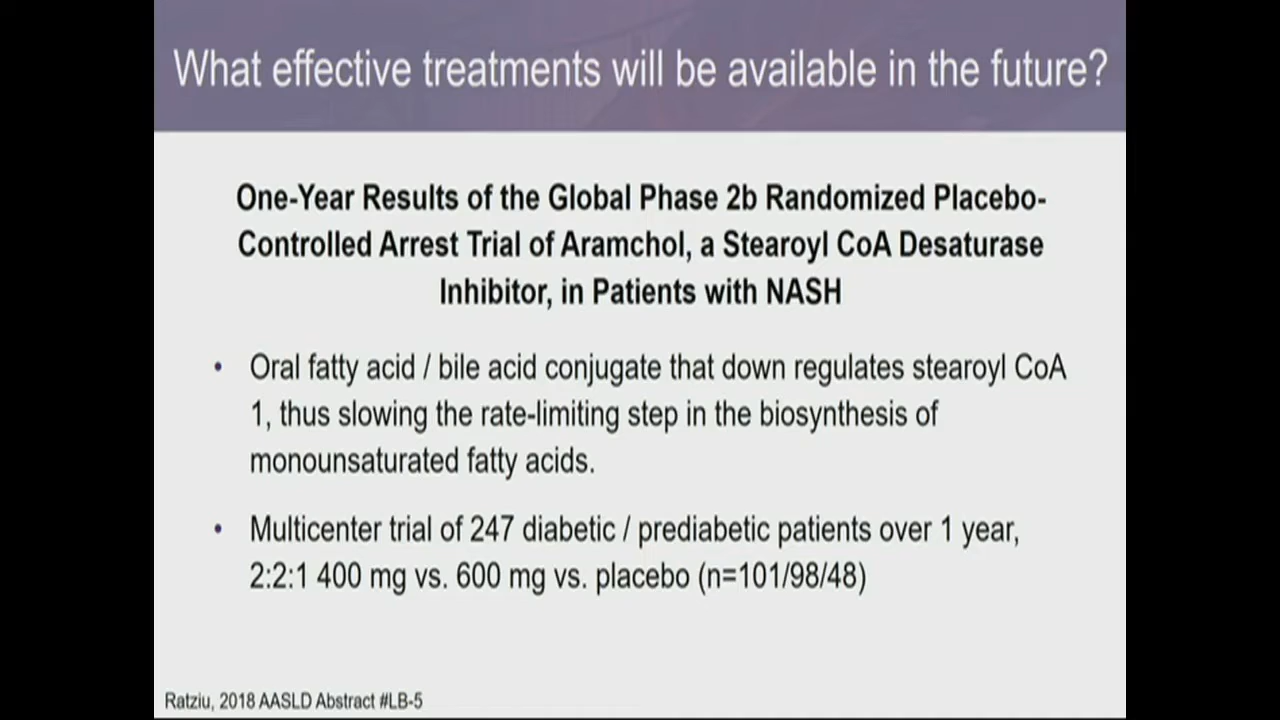 What effective treatments will be available in the future?
One-Year Results of the Global Phase 2b Randomized Placebo-
Controlled Arrest Trial of Aramchol, a Stearoyl CoA Desaturase
Inhibitor, in Patients with NASH
• Oral fatty acid / bile acid conjugate that down regulates stearoyl CoA
1, thus slowing the rate-limiting step in the biosynthesis of
monounsaturated fatty acids.
• Multicenter trial of 247 diabetic / prediabetic patients over 1 year,
2:2:1 400 mg vs. 600 mg vs. placebo (n=101/98/48)
Ratziu, 2018 AASLD Abstract #LB-5